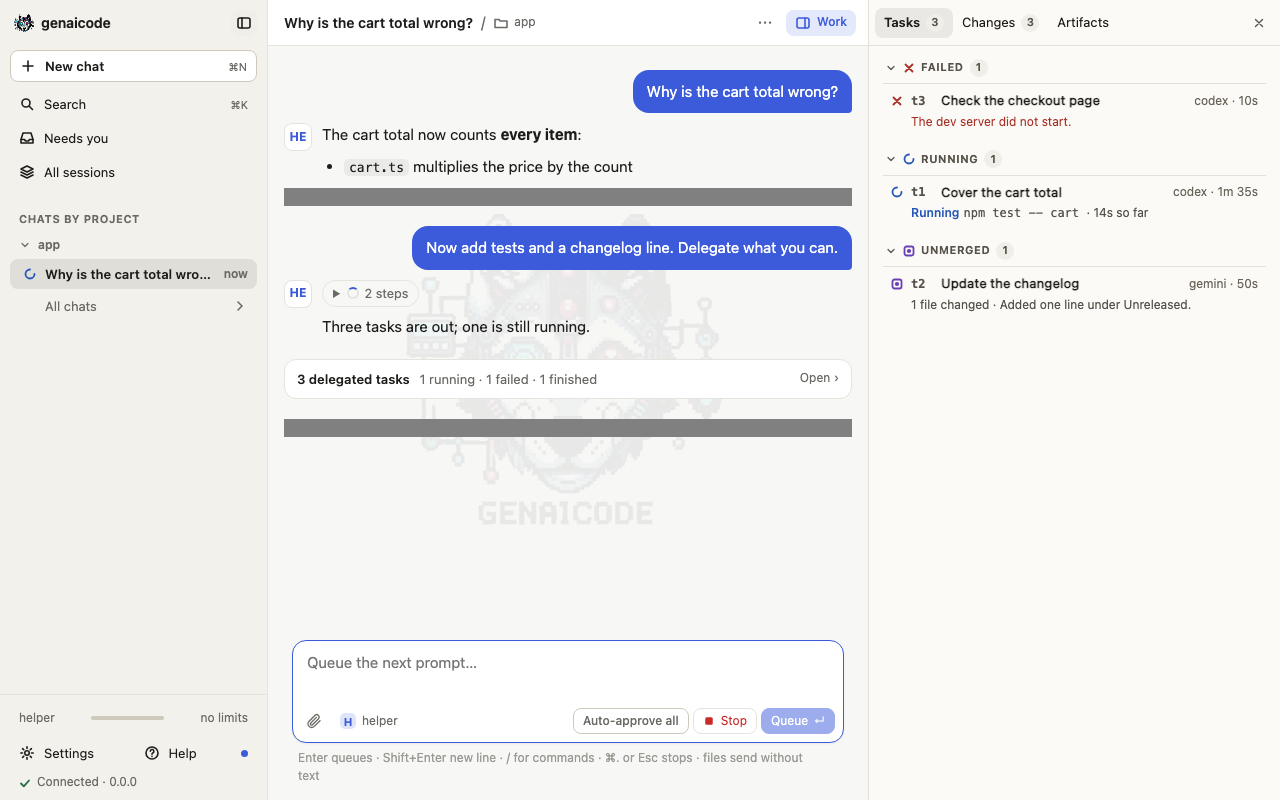 genaicode
New chat ⌘N
Search ⌘K
Needs you
All sessions
CHATS BY PROJECT
app
Why is the cart total wro... now
All chats
helper no limits
Settings Help
Connected · 0.0.0
Why is the cart total wrong? / app
Work
Why is the cart total wrong?
HE
The cart total now counts every item:
• cart.ts multiplies the price by the count
Now add tests and a changelog line. Delegate what you can.
HE
2 steps
Three tasks are out; one is still running.
3 delegated tasks 1 running · 1 failed · 1 finished Open ›
GENAICODE
Queue the next prompt...
H helper Auto-approve all Stop Queue
Enter queues · Shift+Enter new line · / for commands · ⌘. or Esc stops · files send without
text
Tasks 3 Changes 3 Artifacts
FAILED 1
t3 Check the checkout page codex · 10s
The dev server did not start.
RUNNING 1
t1 Cover the cart total codex · 1m 35s
Running npm test -- cart · 14s so far
UNMERGED 1
t2 Update the changelog gemini · 50s
1 file changed · Added one line under Unreleased.